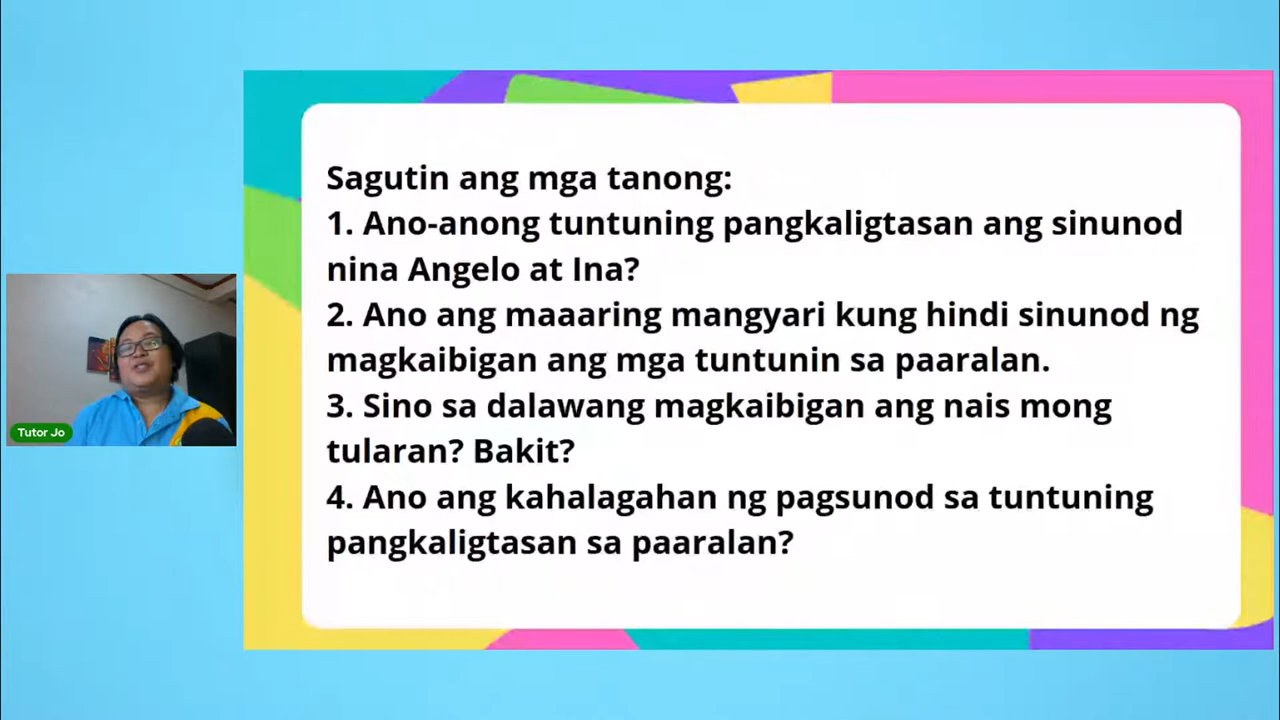 Sagutin ang mga tanong:
1. Ano-anong tuntuning pangkaligtasan ang sinunod
nina Angelo at Ina?
2. Ano ang maaaring mangyari kung hindi sinunod ng
magkaibigan ang mga tuntunin sa paaralan.
3. Sino sa dalawang magkaibigan ang nais mong
tularan? Bakit?
4. Ano ang kahalagahan ng pagsunod sa tuntuning
pangkaligtasan sa paaralan?
Tutor Jo